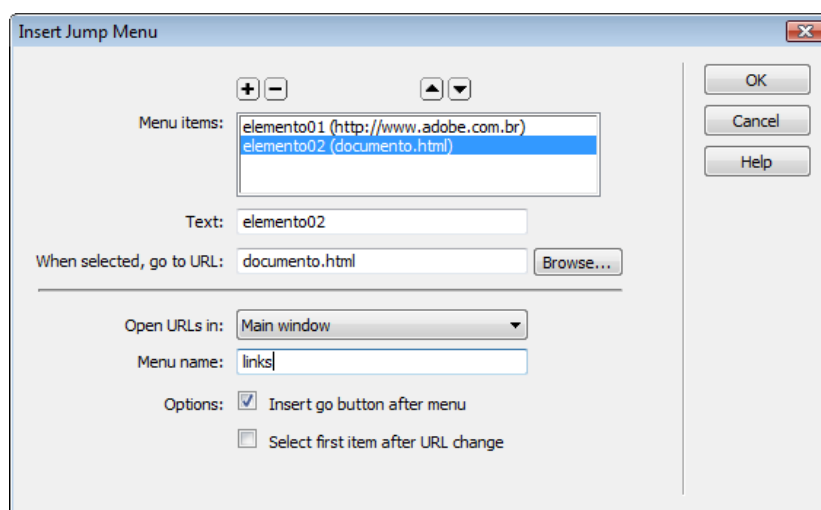 Insert Jump Menu
Menu items:
elemento01 (http://www.adobe.com.br)
elemento02 (documento.html)
Text: elemento02
When selected, go to URL: documento.html Browse...
Open URLs in: Main window
Menu name: links
Options: Insert go button after menu
Select first item after URL change
OK
Cancel
Help